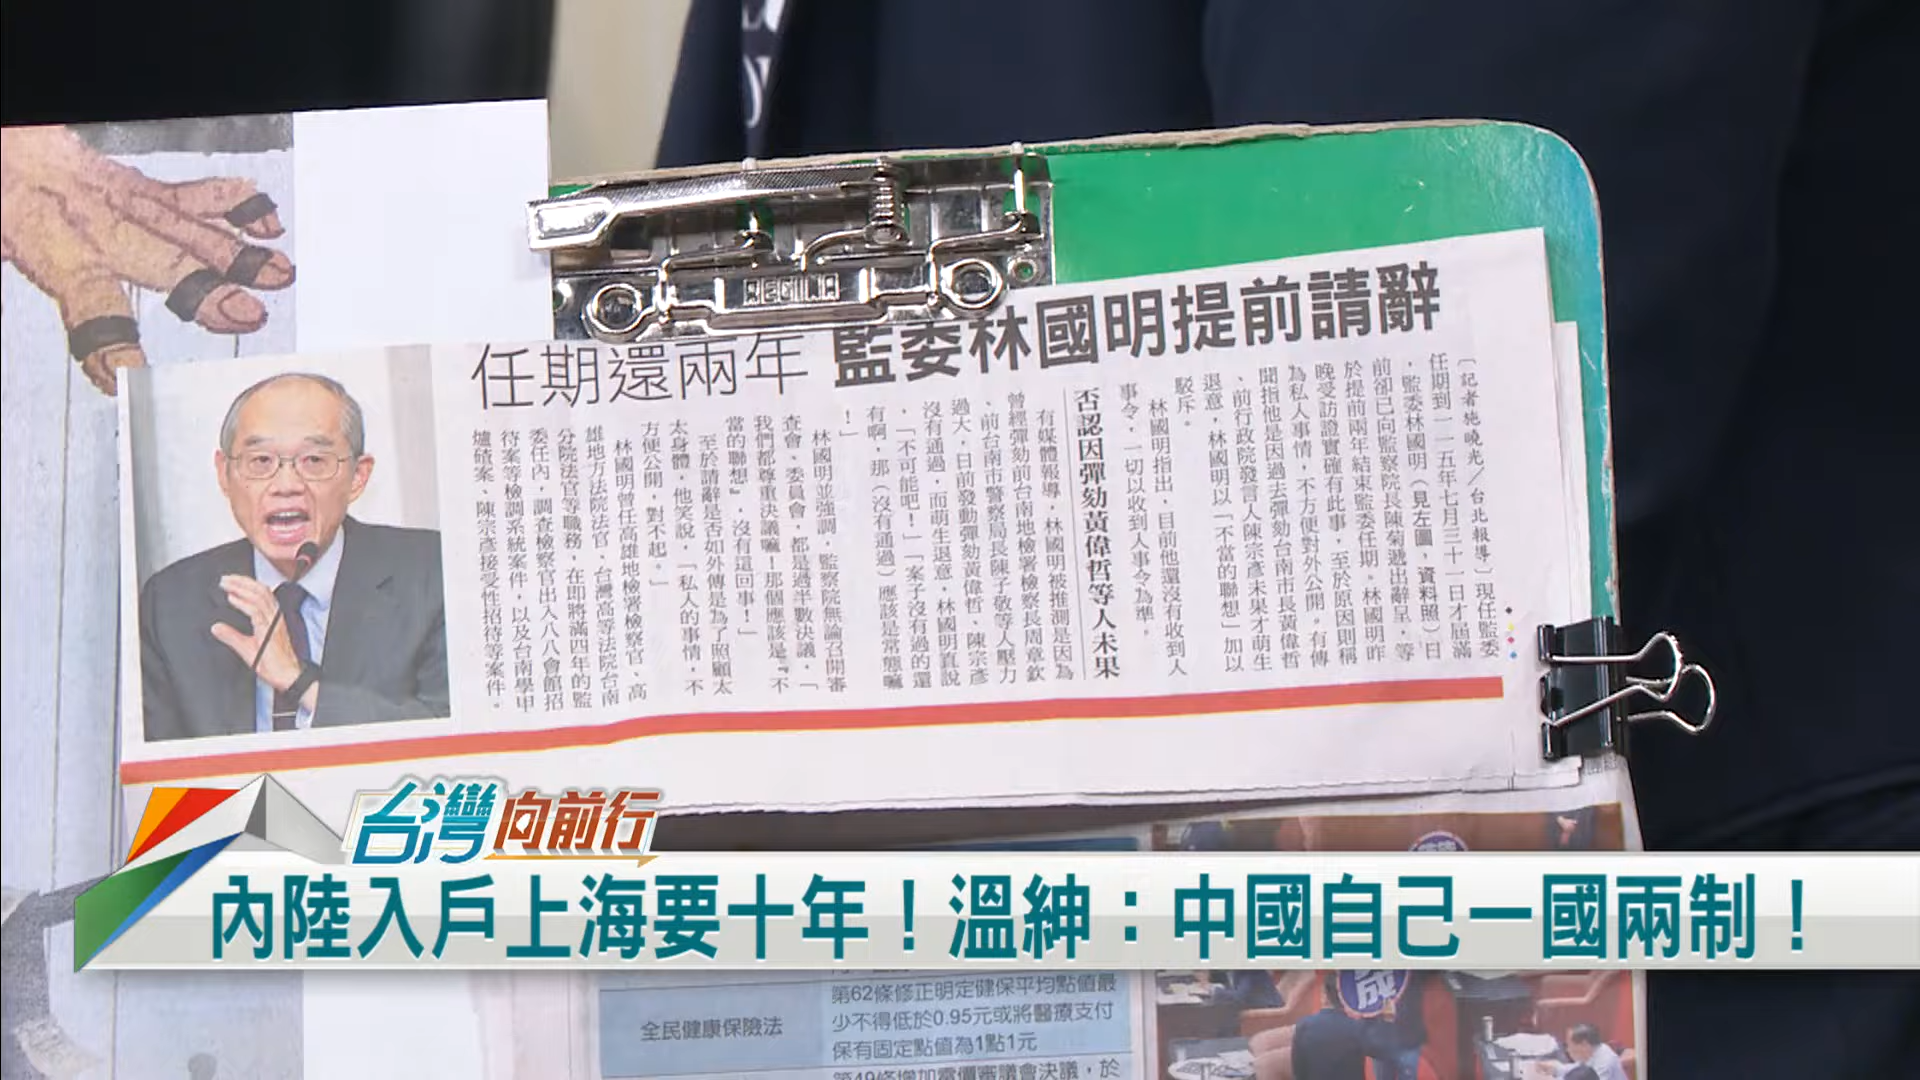 REGINA
任期還兩年 監委林國明提前請辭
〔記者施曉光／台北報導〕現任監委
任期到一一五年七月三十一日才屆滿
，監委林國明（見左圖，資料照）日
前卻已向監察院長陳菊遞出辭呈，等
於提前兩年結束監委任期。林國明昨
晚受訪證實確有此事，至於原因則稱
為私人事情，不方便對外公開。有傳
聞指他是因過去彈劾台南市長黃偉哲
、前行政院發言人陳宗彥未果才萌生
退意，林國明以「不當的聯想」加以
駁斥。
林國明指出，目前他還沒有收到人
事令，一切以收到人事令為準。
否認因彈劾黃偉哲等人未果
有媒體報導，林國明被推測是因為
曾經彈劾前台南地檢署檢察長周章欽
、前台南市警察局長陳子敬等人壓力
過大，日前發動彈劾黃偉哲、陳宗彥
沒有通過，而萌生退意，林國明直說
，「不可能吧！」「案子沒有過的還
有啊，那（沒有通過）應該是常態嘛
！」
林國明並強調，監察院無論召開審
查會、委員會，都是過半數決議，「
我們都尊重決議嘛！那個應該是『不
當的聯想』，沒有這回事！」
至於請辭是否如外傳是為了照顧太
太身體，他笑說，「私人的事情，不
方便公開，對不起。」
林國明曾任高雄地檢署檢察官、高
雄地方法院法官，台灣高等法院台南
分院法官等職務，在即將滿四年的監
委任內，調查檢察官出入八八會館招
待案等檢調系統案件，以及台南學甲
爐碴案、陳宗彥接受性招待等案件。
台灣向前行
內陸入戶上海要十年！溫紳：中國自己一國兩制！
全民健康保險法
第62條修正明定健保平均點值最
少不得低於0.95元或將醫療支付
保有固定點值為1點1元